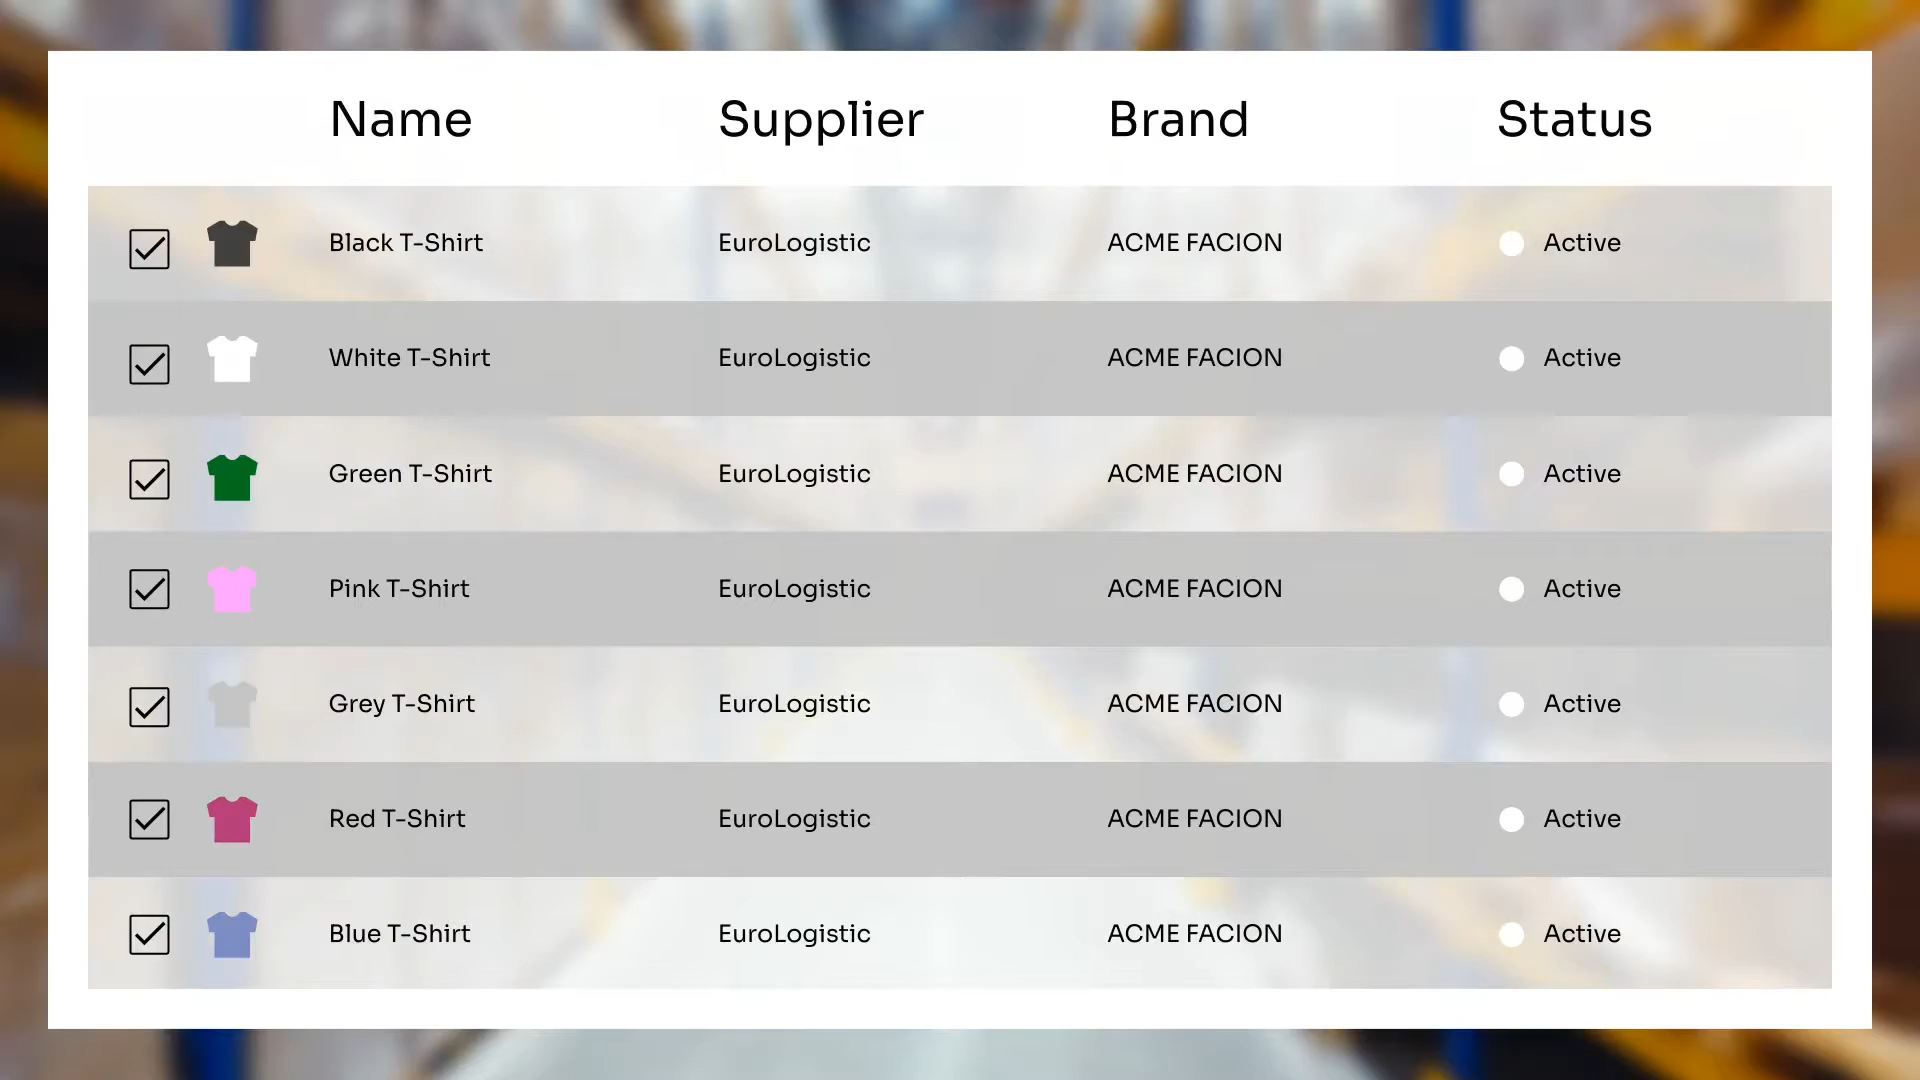 Name Supplier Brand Status
Black T-Shirt EuroLogistic ACME FACION Active
White T-Shirt EuroLogistic ACME FACION Active
Green T-Shirt EuroLogistic ACME FACION Active
Pink T-Shirt EuroLogistic ACME FACION Active
Grey T-Shirt EuroLogistic ACME FACION Active
Red T-Shirt EuroLogistic ACME FACION Active
Blue T-Shirt EuroLogistic ACME FACION Active